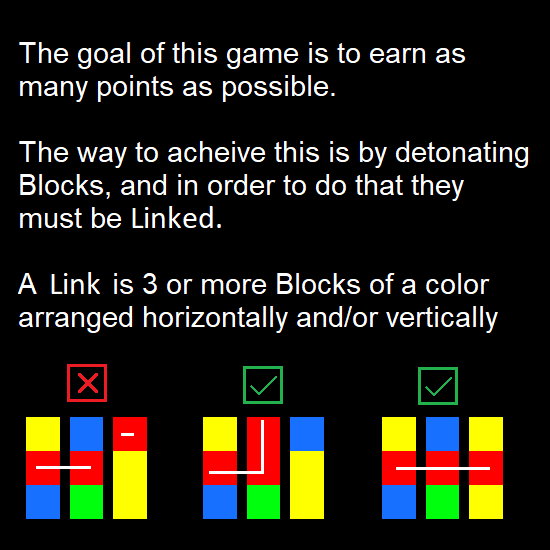 The goal of this game is to earn as
many points as possible.
The way to acheive this is by detonating
Blocks, and in order to do that they
must be Linked.
A Link is 3 or more Blocks of a color
arranged horizontally and/or vertically